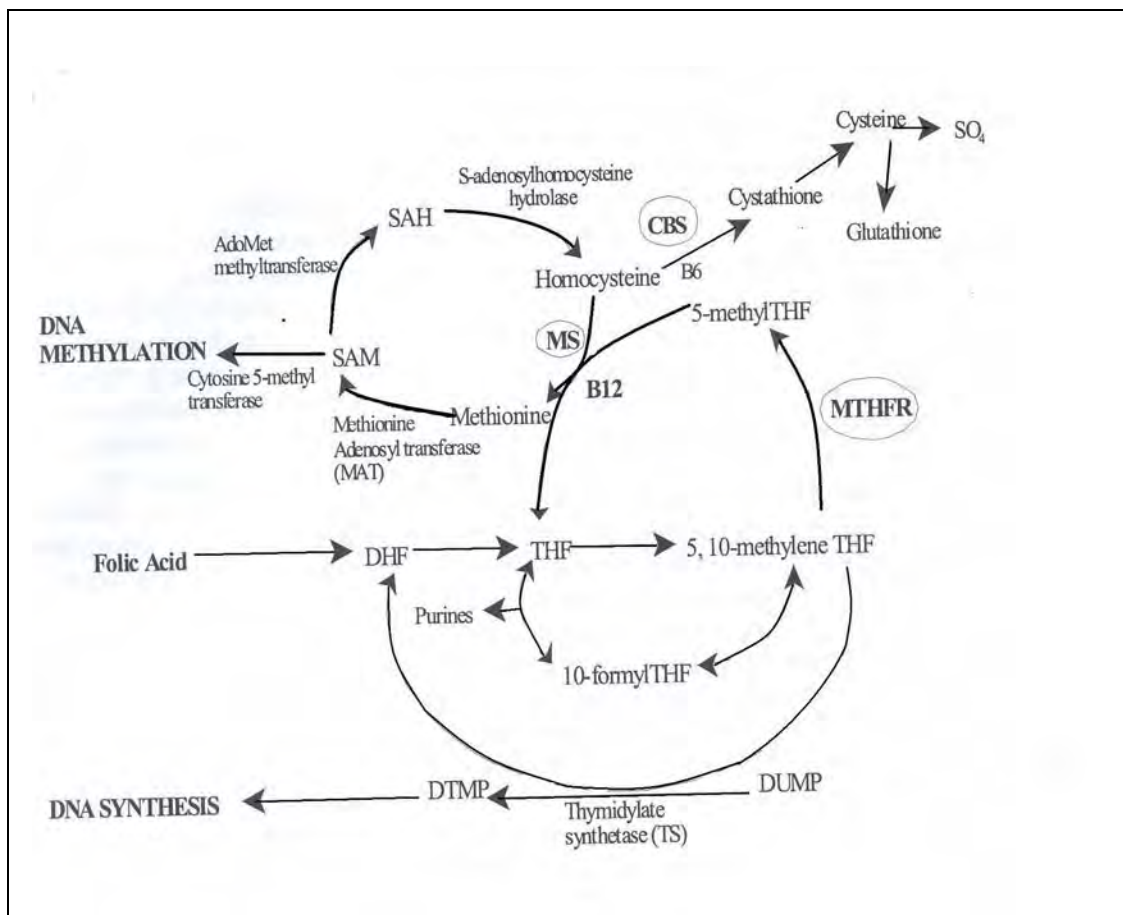 Cysteine
SO4
S-adenosylhomocysteine
hydrolase
Cystathione
SAH
CBS
Glutathione
AdoMet
methyltransferase
Homocysteine
B6
5-methylTHF
DNA
METHYLATION
MS
SAM
B12
Cytosine 5-methyl
transferase
Methionine
MTHFR
Methionine
Adenosyl transferase
(MAT)
Folic Acid
DHF
THF
5, 10-methylene THF
Purines
10-formylTHF
DNA SYNTHESIS
DTMP
DUMP
Thymidylate
synthetase (TS)